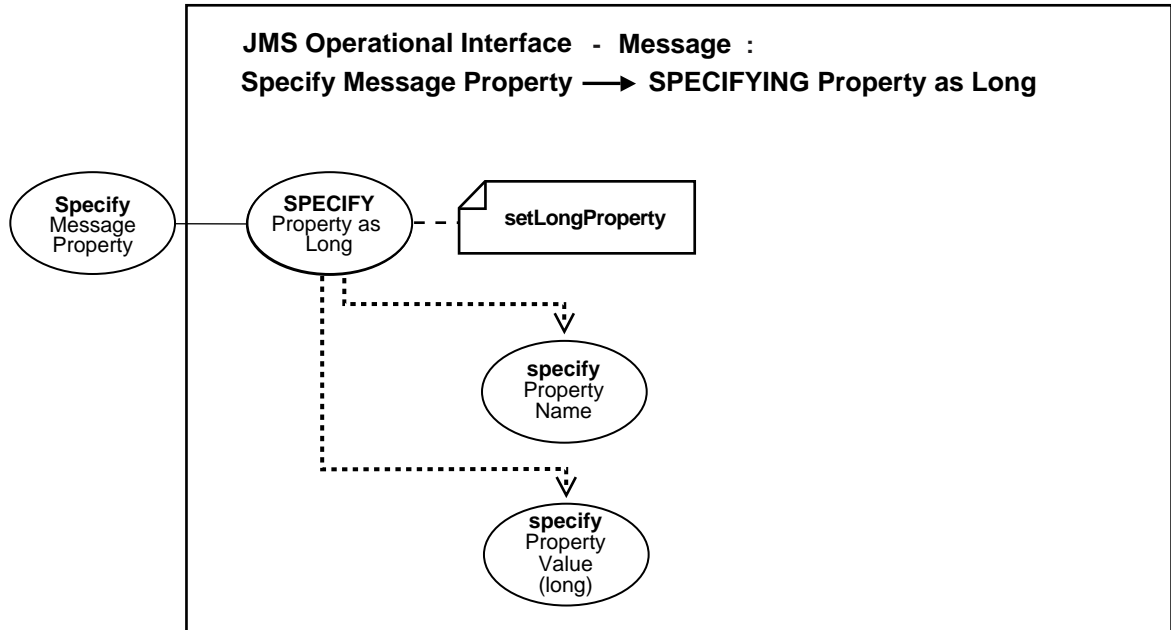 JMS Operational Interface - Message :
Specify Message Property → SPECIFYING Property as Long
Specify
Message
Property
SPECIFY
Property as
Long
setLongProperty
specify
Property
Name
specify
Property
Value
(long)